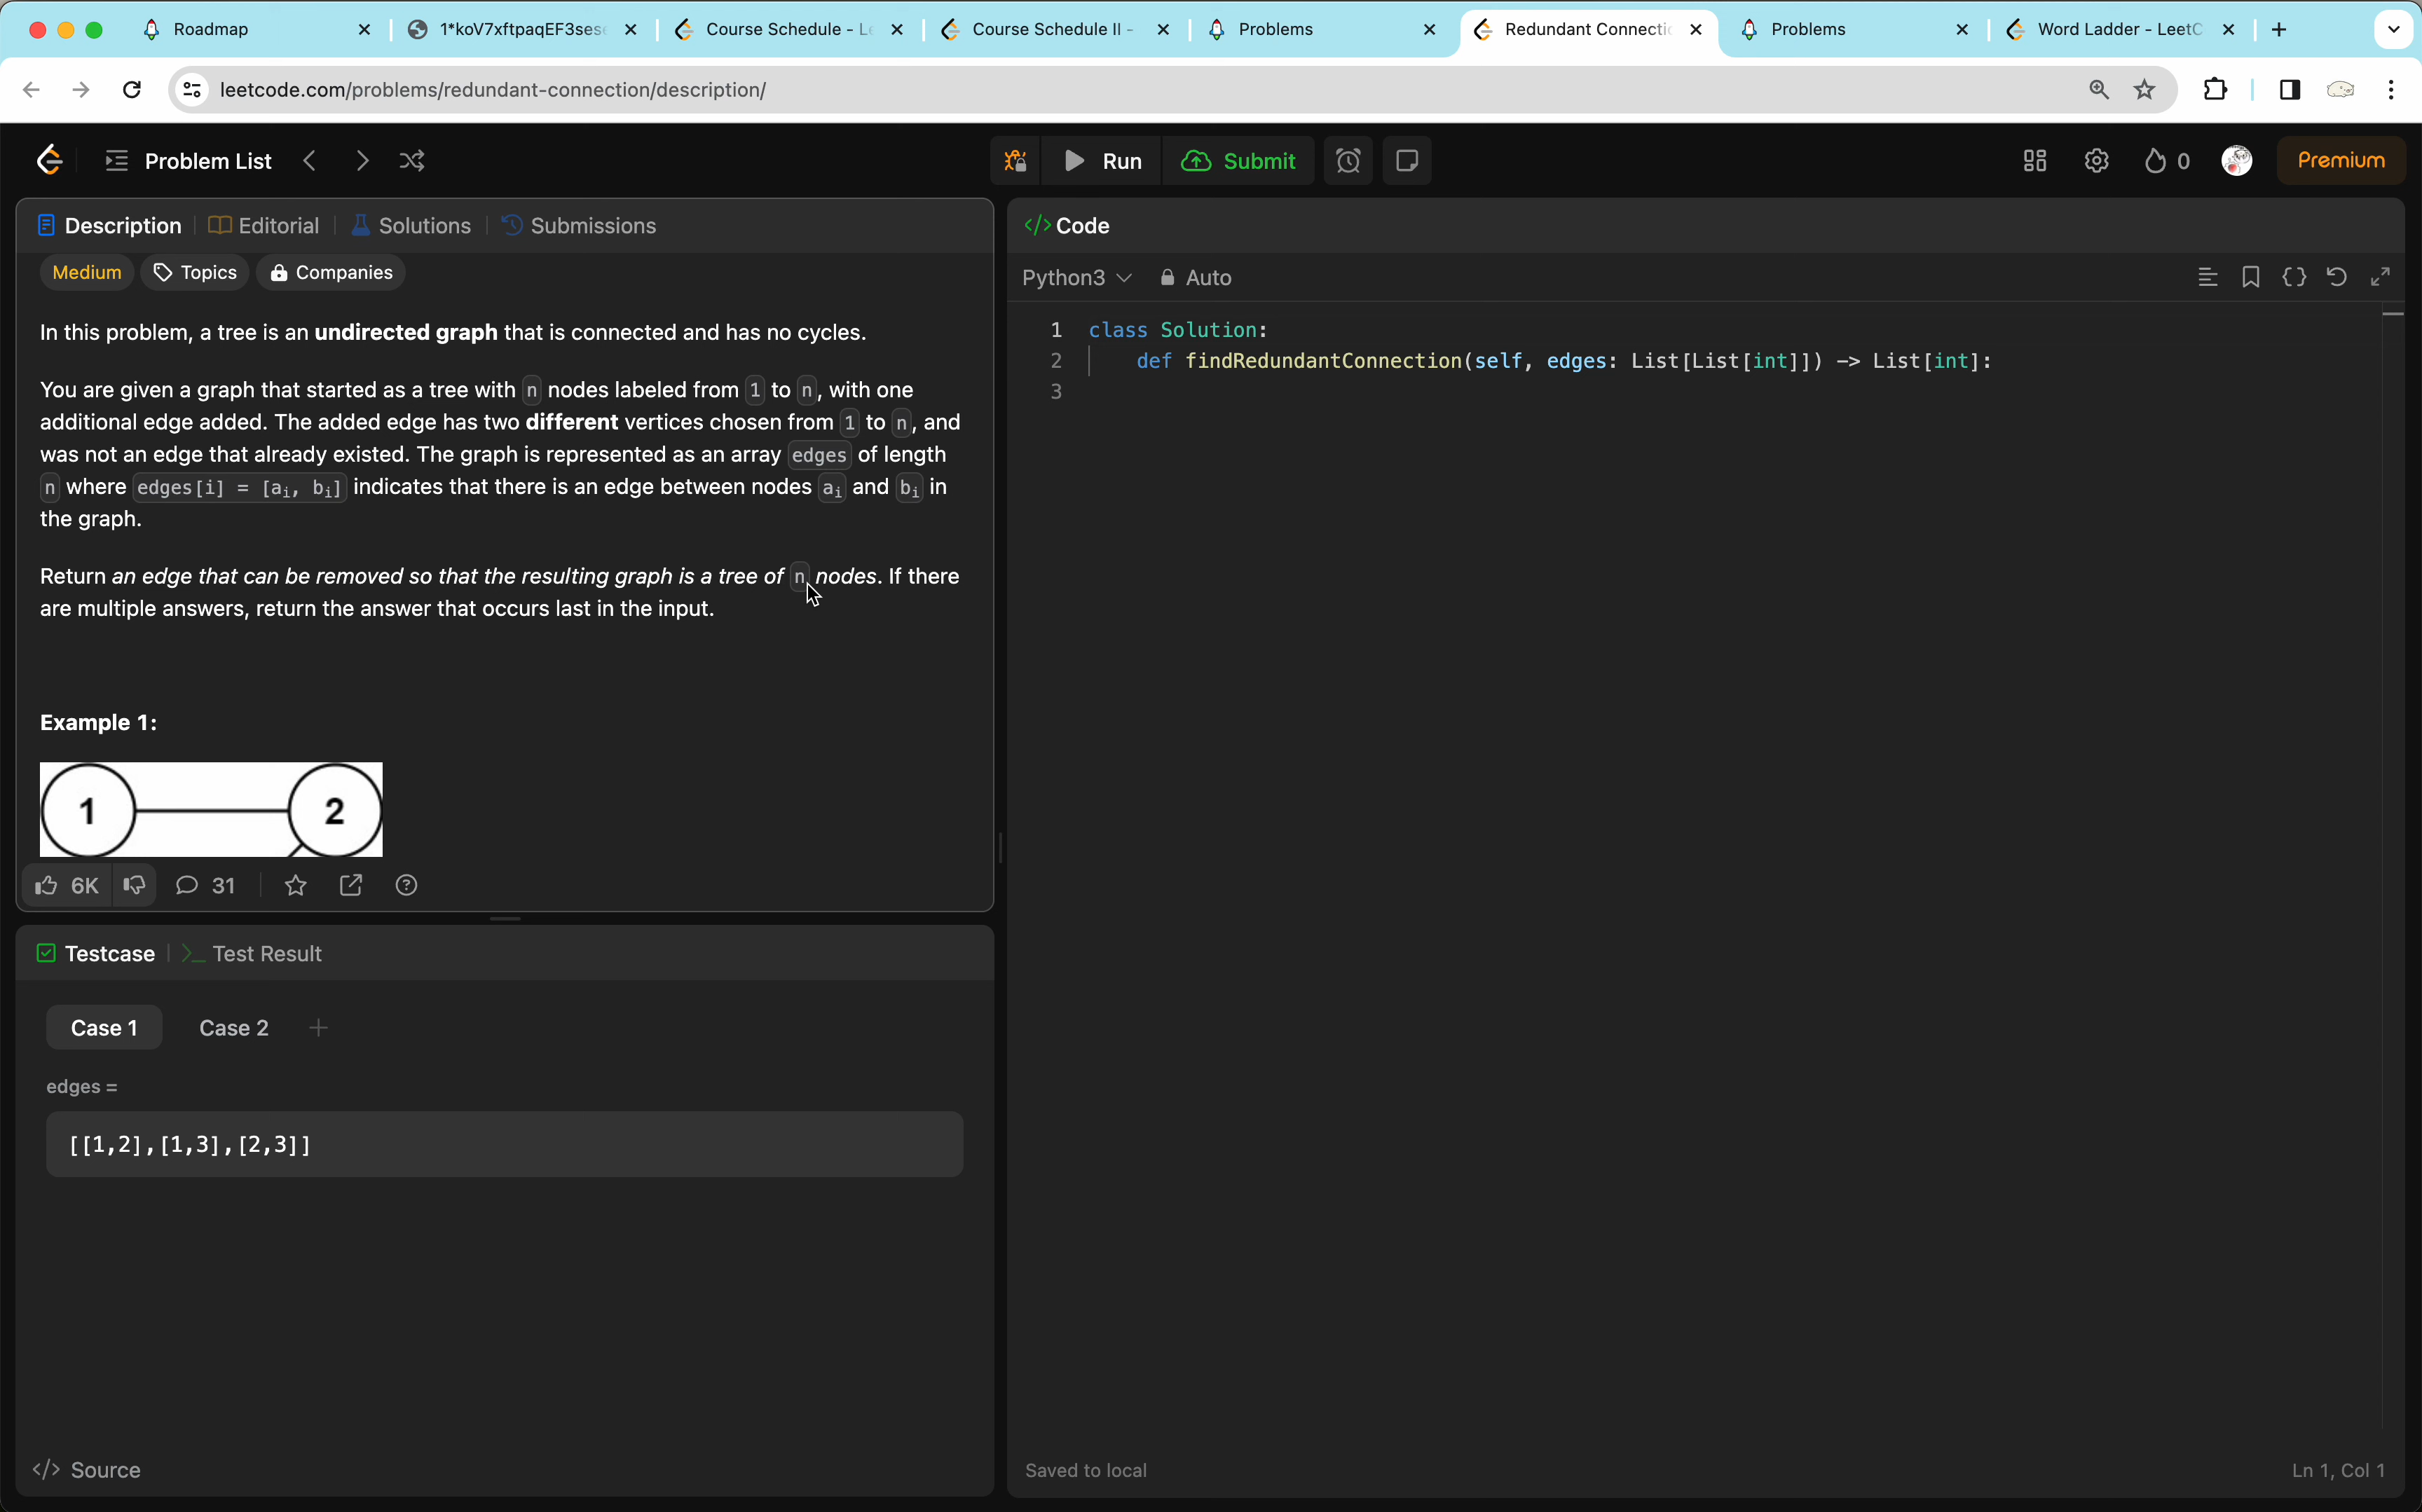 Roadmap
1*koV7xftpaqEF3sese
Course Schedule - Le
Course Schedule II -
Problems
Redundant Connectio
Problems
Word Ladder - LeetC
leetcode.com/problems/redundant-connection/description/
Problem List
Run
Submit
0
Premium
Description
Editorial
Solutions
Submissions
Medium
Topics
Companies
In this problem, a tree is an undirected graph that is connected and has no cycles.
You are given a graph that started as a tree with n nodes labeled from 1 to n, with one
additional edge added. The added edge has two different vertices chosen from 1 to n, and
was not an edge that already existed. The graph is represented as an array edges of length
n where edges[i] = [ai, bi] indicates that there is an edge between nodes ai and bi in
the graph.
Return an edge that can be removed so that the resulting graph is a tree of n nodes. If there
are multiple answers, return the answer that occurs last in the input.
Example 1:
1
2
6K
31
Testcase
Test Result
Case 1
Case 2
edges =
[[1,2],[1,3],[2,3]]
Source
Code
Python3
Auto
1 class Solution:
2 def findRedundantConnection(self, edges: List[List[int]]) -> List[int]:
3
Saved to local
Ln 1, Col 1